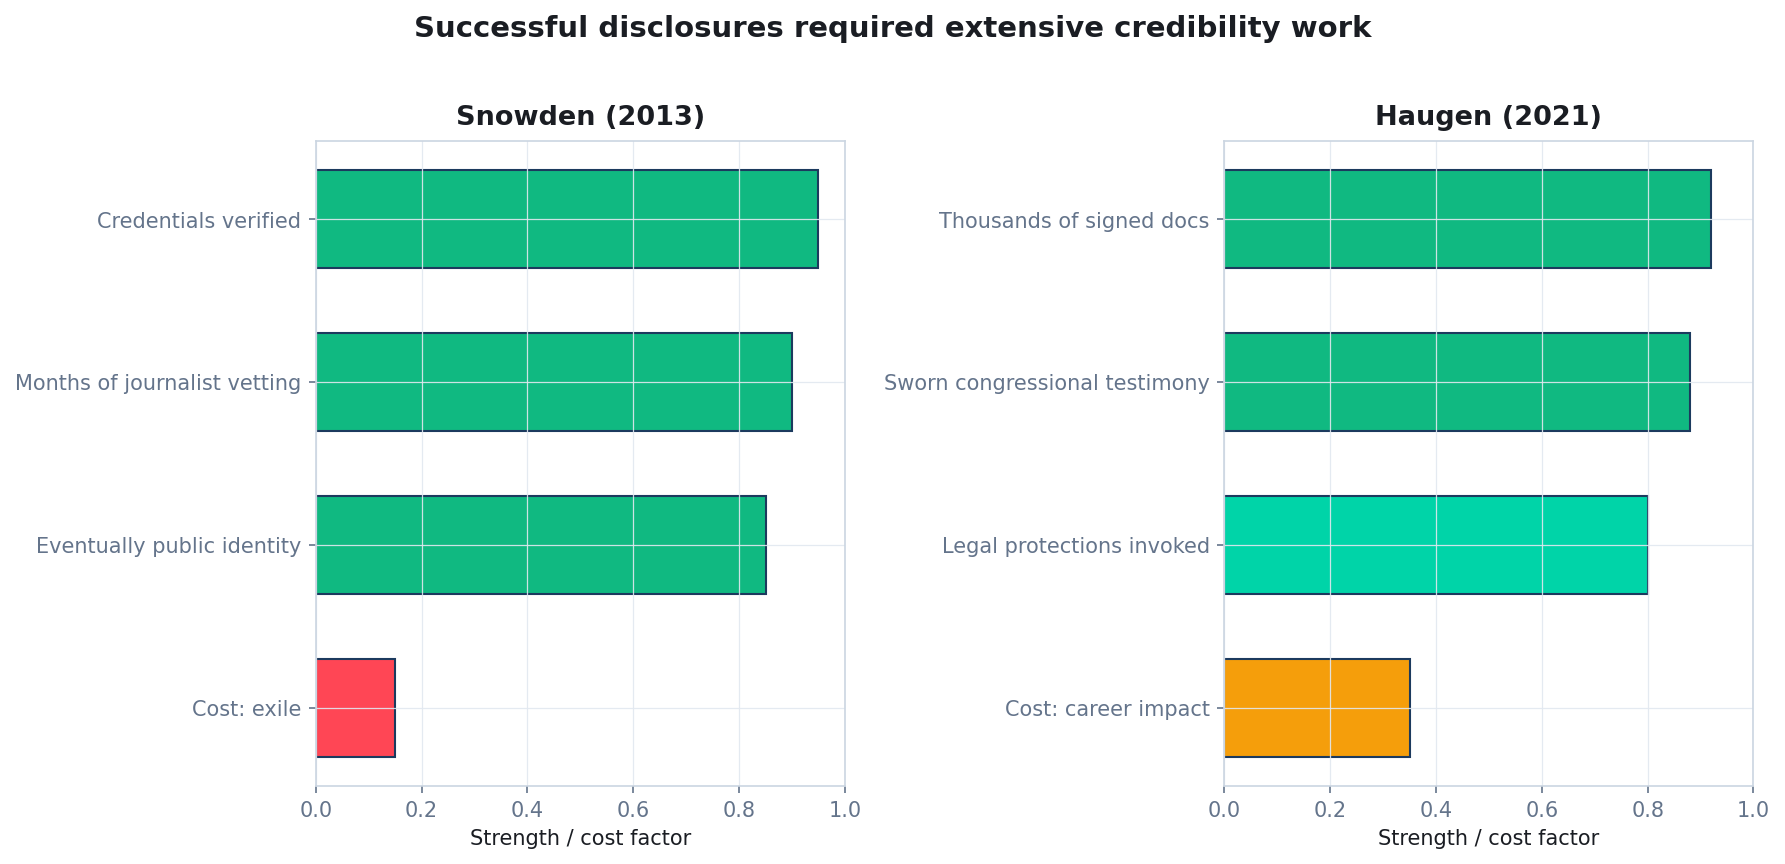 Successful disclosures required extensive credibility work
Snowden (2013)
Credentials verified
Months of journalist vetting
Eventually public identity
Cost: exile
0.0 0.2 0.4 0.6 0.8 1.0
Strength / cost factor
Haugen (2021)
Thousands of signed docs
Sworn congressional testimony
Legal protections invoked
Cost: career impact
0.0 0.2 0.4 0.6 0.8 1.0
Strength / cost factor